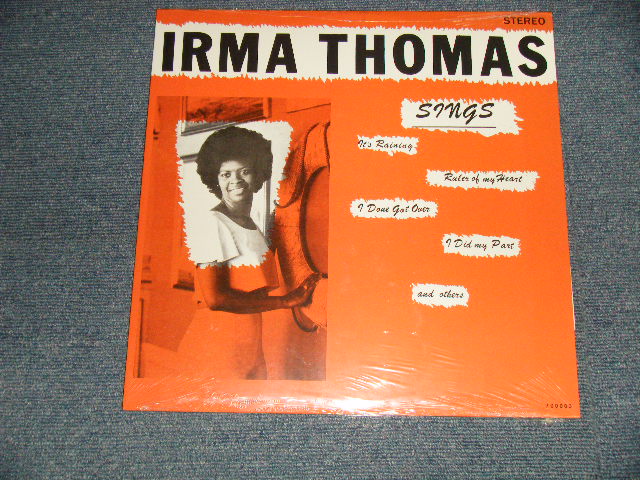 STEREO
IRMA THOMAS
SINGS
It's Raining
Ruler of my Heart
I Done Got Over
I Did my Part
and others